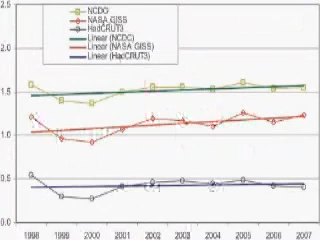 2.5
NCDC
NASA GISS
HadCRUT3
Linear (NCDC)
Linear (NASA GISS)
Linear (HadCRUT3)
2.0
1.5
1.0
0.5
0.0
1998 1999 2000 2001 2002 2003 2004 2005 2006 2007